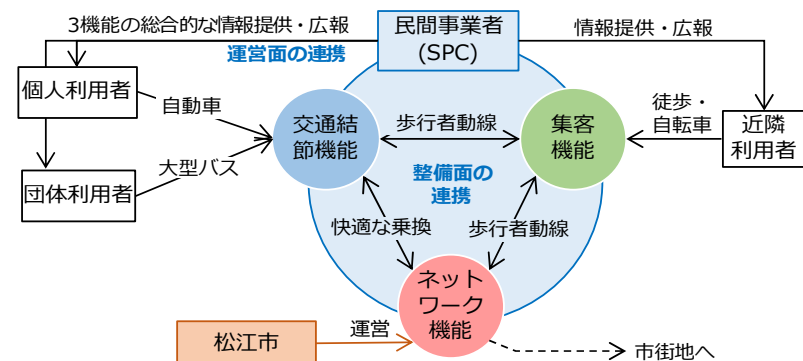 3機能の総合的な情報提供・広報
民間事業者
(SPC)
情報提供・広報
運営面の連携
個人利用者
自動車
交通結
節機能
歩行者動線
集客
機能
徒歩・
自転車
近隣
利用者
大型バス
団体利用者
整備面の
連携
快適な乗換
歩行者動線
ネット
ワーク
機能
松江市
運営
市街地へ